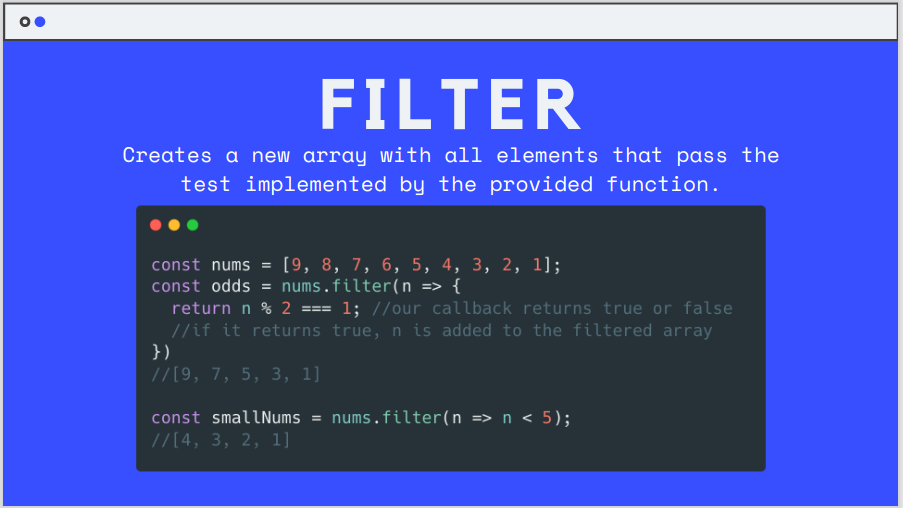 FILTER
Creates a new array with all elements that pass the
test implemented by the provided function.
const nums = [9, 8, 7, 6, 5, 4, 3, 2, 1];
const odds = nums.filter(n => {
  return n % 2 === 1; //our callback returns true or false
  //if it returns true, n is added to the filtered array
})
//[9, 7, 5, 3, 1]
const smallNums = nums.filter(n => n < 5);
//[4, 3, 2, 1]